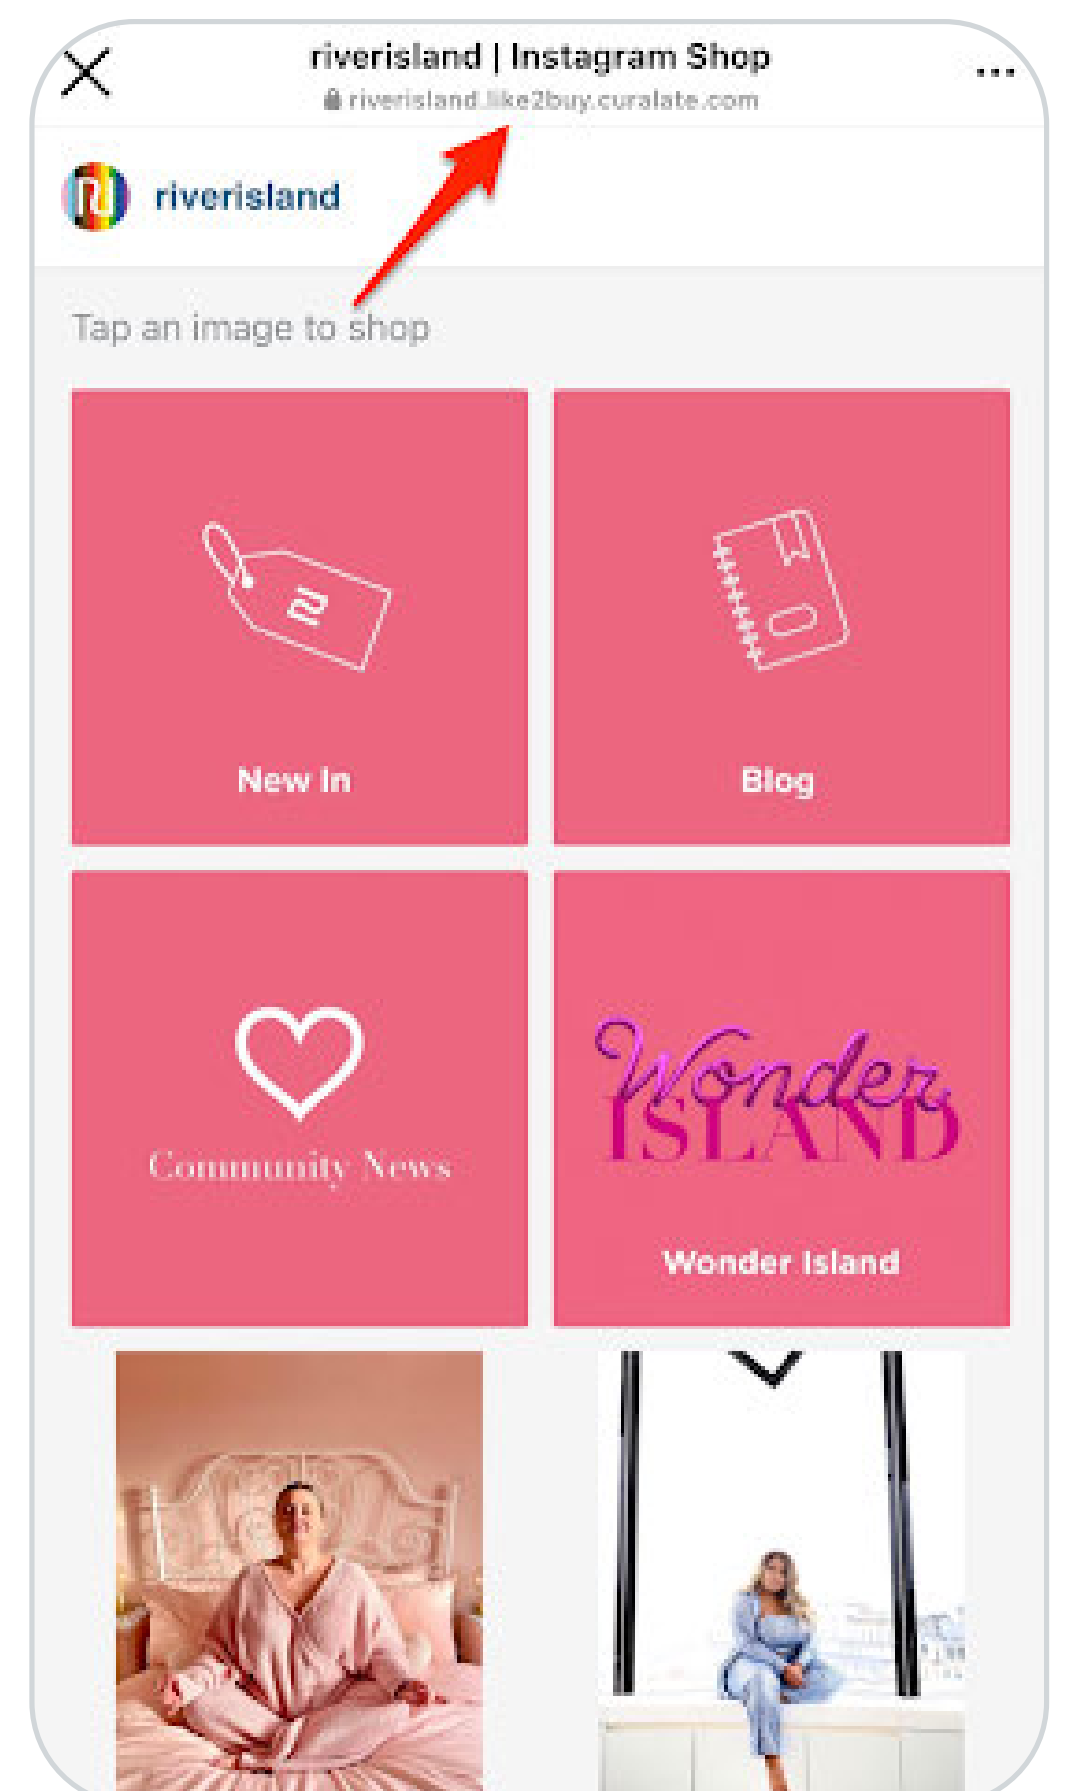 riverisland | Instagram Shop
riverisland.like2buy.curalate.com
riverisland
Tap an image to shop
New In
Blog
Community News
Wonder
ISLAND
Wonder Island